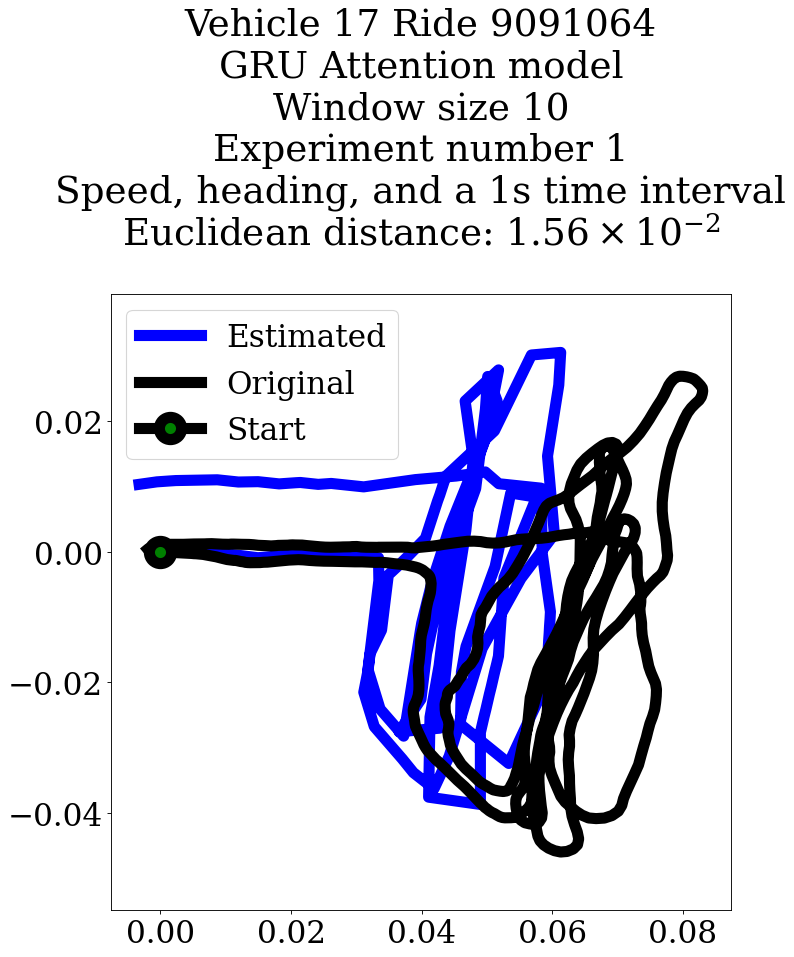 Vehicle 17 Ride 9091064
GRU Attention model
Window size 10
Experiment number 1
Speed, heading, and a 1s time interval
Euclidean distance: 1.56 × 10⁻²
Estimated
Original
Start
0.02
0.00
−0.02
−0.04
0.00 0.02 0.04 0.06 0.08